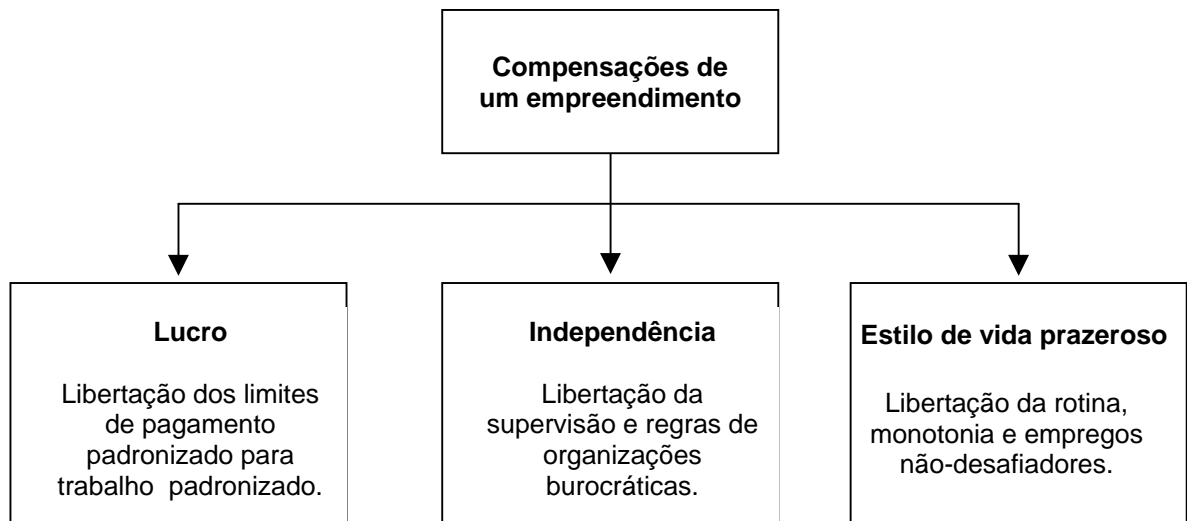 Compensações de
um empreendimento
Lucro
Libertação dos limites
de pagamento
padronizado para
trabalho padronizado.
Independência
Libertação da
supervisão e regras de
organizações
burocráticas.
Estilo de vida prazeroso
Libertação da rotina,
monotonia e empregos
não-desafiadores.